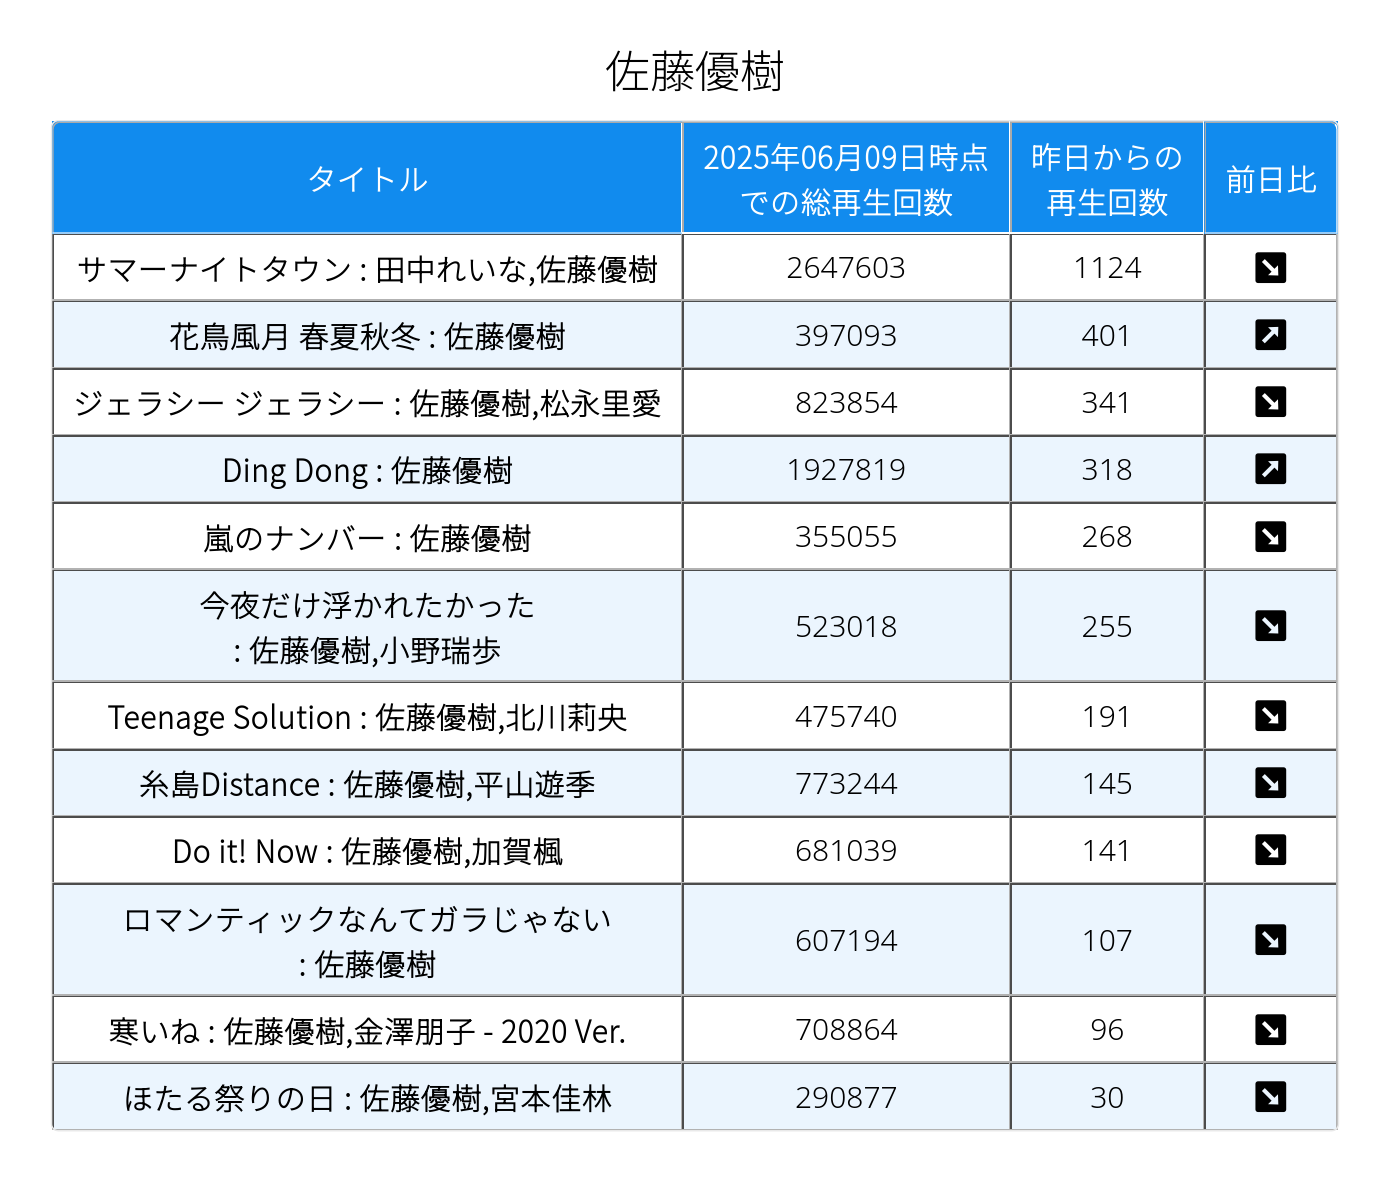 佐藤優樹
タイトル
2025年06月09日時点
での総再生回数
昨日からの
再生回数
前日比
サマーナイトタウン : 田中れいな,佐藤優樹 2647603 1124 ↘
花鳥風月 春夏秋冬 : 佐藤優樹 397093 401 ↗
ジェラシー ジェラシー : 佐藤優樹,松永里愛 823854 341 ↘
Ding Dong : 佐藤優樹 1927819 318 ↗
嵐のナンバー : 佐藤優樹 355055 268 ↘
今夜だけ浮かれたかった
: 佐藤優樹,小野瑞歩 523018 255 ↘
Teenage Solution : 佐藤優樹,北川莉央 475740 191 ↘
糸島Distance : 佐藤優樹,平山遊季 773244 145 ↘
Do it! Now : 佐藤優樹,加賀楓 681039 141 ↘
ロマンティックなんてガラじゃない
: 佐藤優樹 607194 107 ↘
寒いね : 佐藤優樹,金澤朋子 - 2020 Ver. 708864 96 ↘
ほたる祭りの日 : 佐藤優樹,宮本佳林 290877 30 ↘